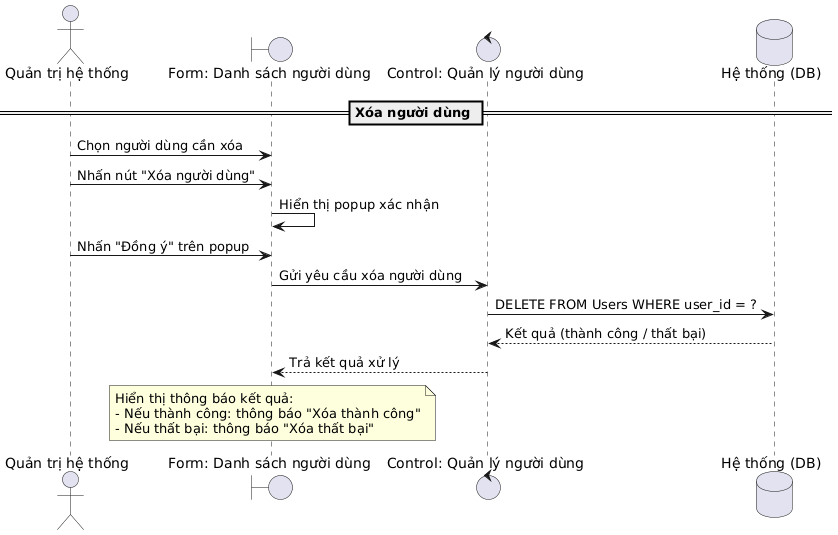 Quản trị hệ thống
Form: Danh sách người dùng
Control: Quản lý người dùng
Hệ thống (DB)
Xóa người dùng
Chọn người dùng cần xóa
Nhấn nút "Xóa người dùng"
Hiển thị popup xác nhận
Nhấn "Đồng ý" trên popup
Gửi yêu cầu xóa người dùng
DELETE FROM Users WHERE user_id = ?
Kết quả (thành công / thất bại)
Trả kết quả xử lý
Hiển thị thông báo kết quả:
- Nếu thành công: thông báo "Xóa thành công"
- Nếu thất bại: thông báo "Xóa thất bại"
Quản trị hệ thống
Form: Danh sách người dùng
Control: Quản lý người dùng
Hệ thống (DB)